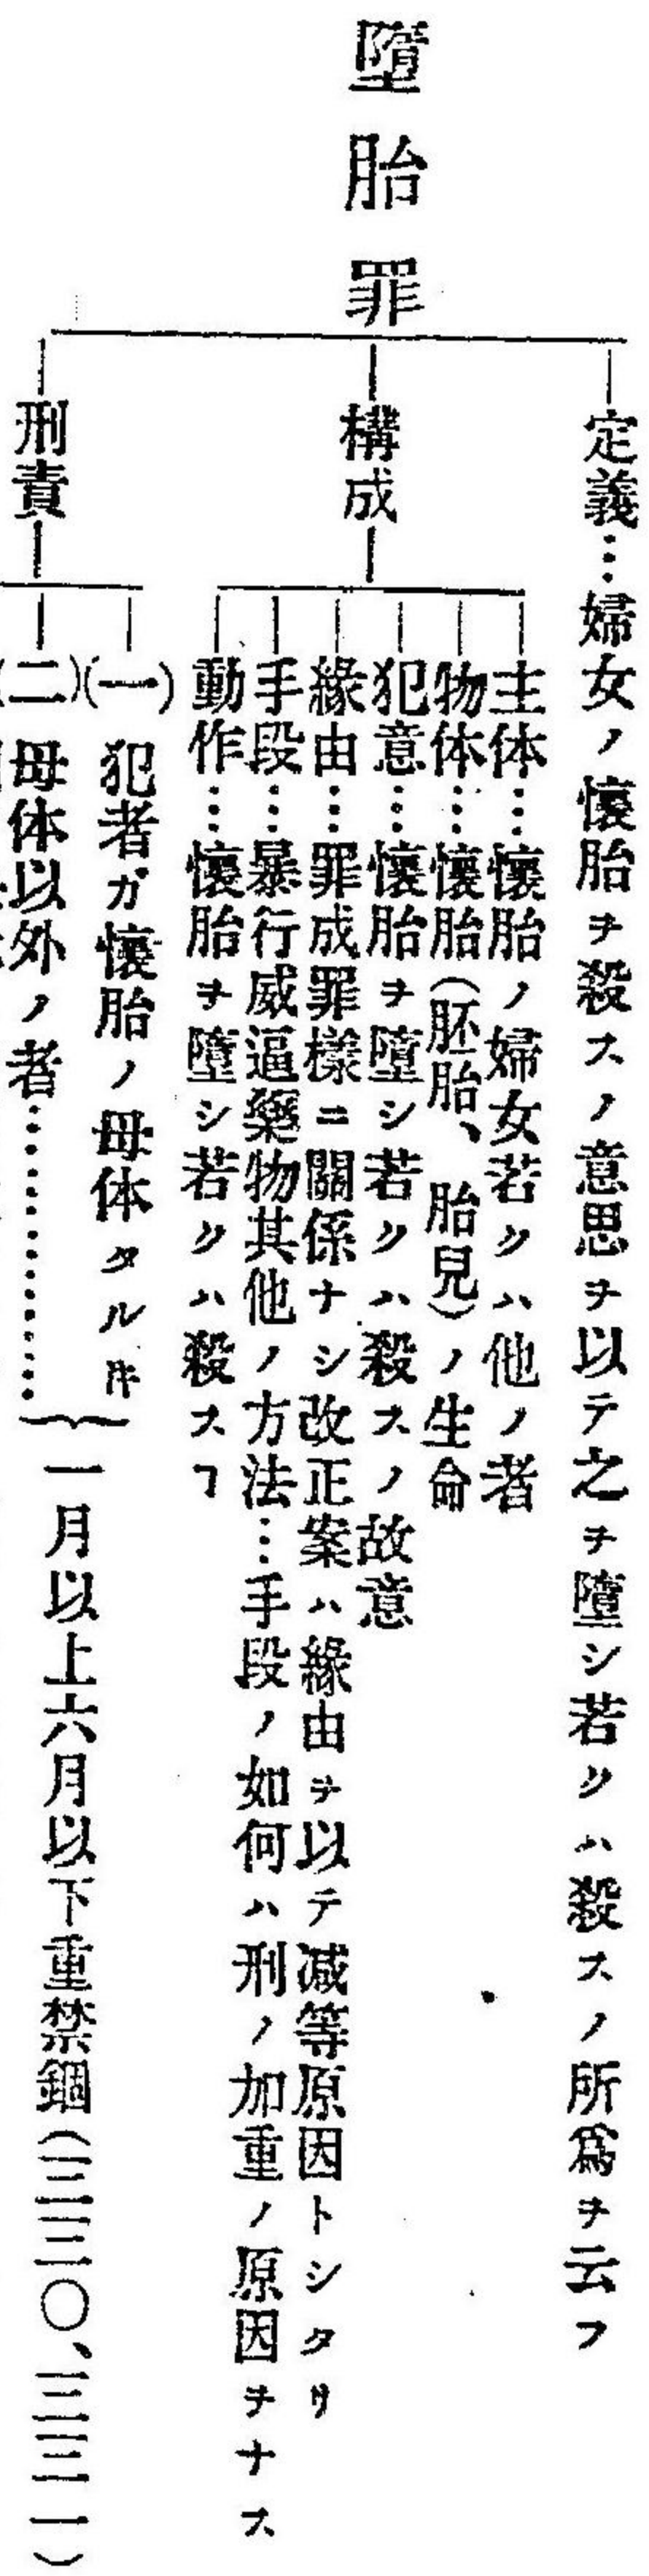 墮胎罪
定義…婦女ノ懷胎ヲ殺スノ意思ヲ以テ之ヲ墮シ若クハ殺スノ所爲ヲ云フ
構成
主体…懷胎ノ婦女若クハ他ノ者
物体…懷胎(胚胎、胎兒)ノ生命
犯意…懷胎ヲ墮シ若クハ殺スノ故意
緣由…罪成罪樣ニ關係ナシ改正案ハ緣由ヲ以テ减等原因トシタリ
手段…暴行威逼藥物其他ノ方法…手段ノ如何ハ刑ノ加重ノ原因ヲナス
動作…懷胎ヲ墮シ若クハ殺スヿ
刑責
(一) 犯者ガ懷胎ノ母体タルㇳキ
(二) 母体以外ノ者…………
一月以上六月以下重禁錮(三三〇、三三一)